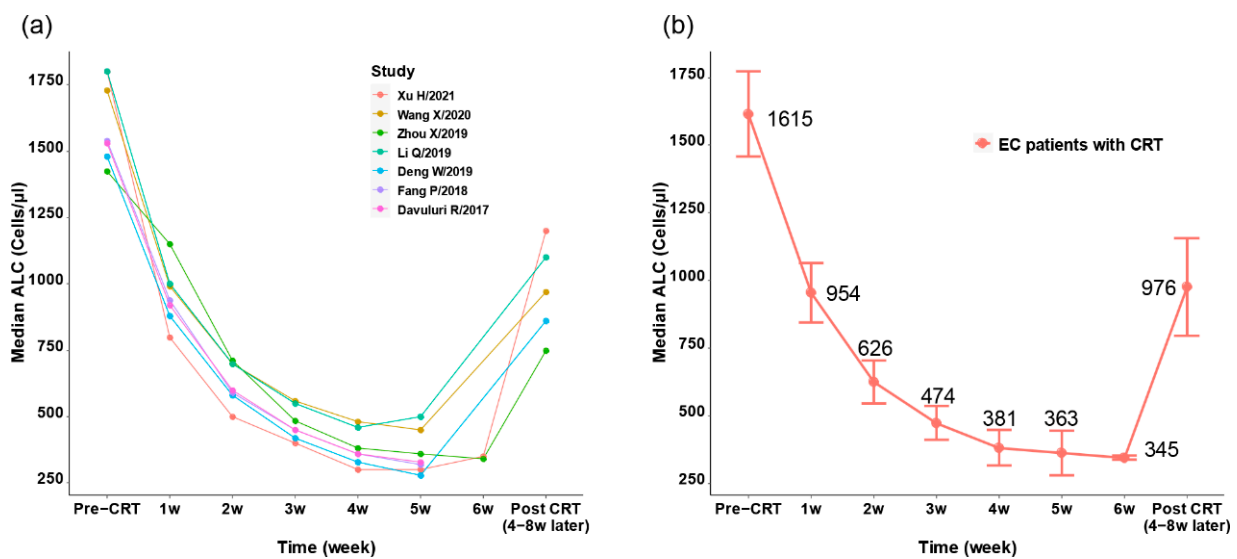 (a)
Median ALC (Cells/μl)
1750
1500
1250
1000
750
500
250
Study
Xu H/2021
Wang X/2020
Zhou X/2019
Li Q/2019
Deng W/2019
Fang P/2018
Davuluri R/2017
Pre−CRT 1w 2w 3w 4w 5w 6w Post CRT
(4−8w later)
Time (week)
(b)
Median ALC (Cells/μl)
1750
1500
1250
1000
750
500
250
EC patients with CRT
1615
954
626
474
381
363
345
976
Pre−CRT 1w 2w 3w 4w 5w 6w Post CRT
(4−8w later)
Time (week)